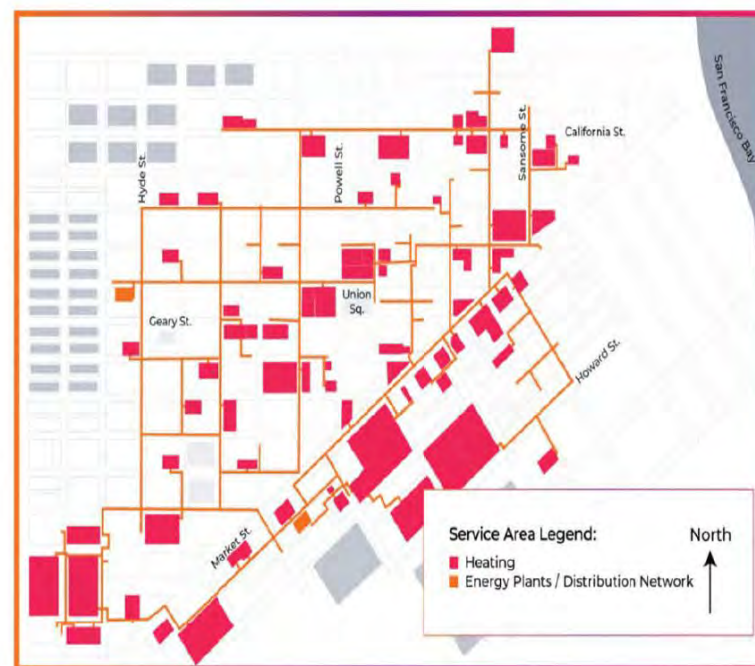 San Francisco Bay
California St.
Sansome St.
Powell St.
Hyde St.
Union
Sq.
Geary St.
Howard St.
Market St.
Service Area Legend:
Heating
Energy Plants / Distribution Network
North